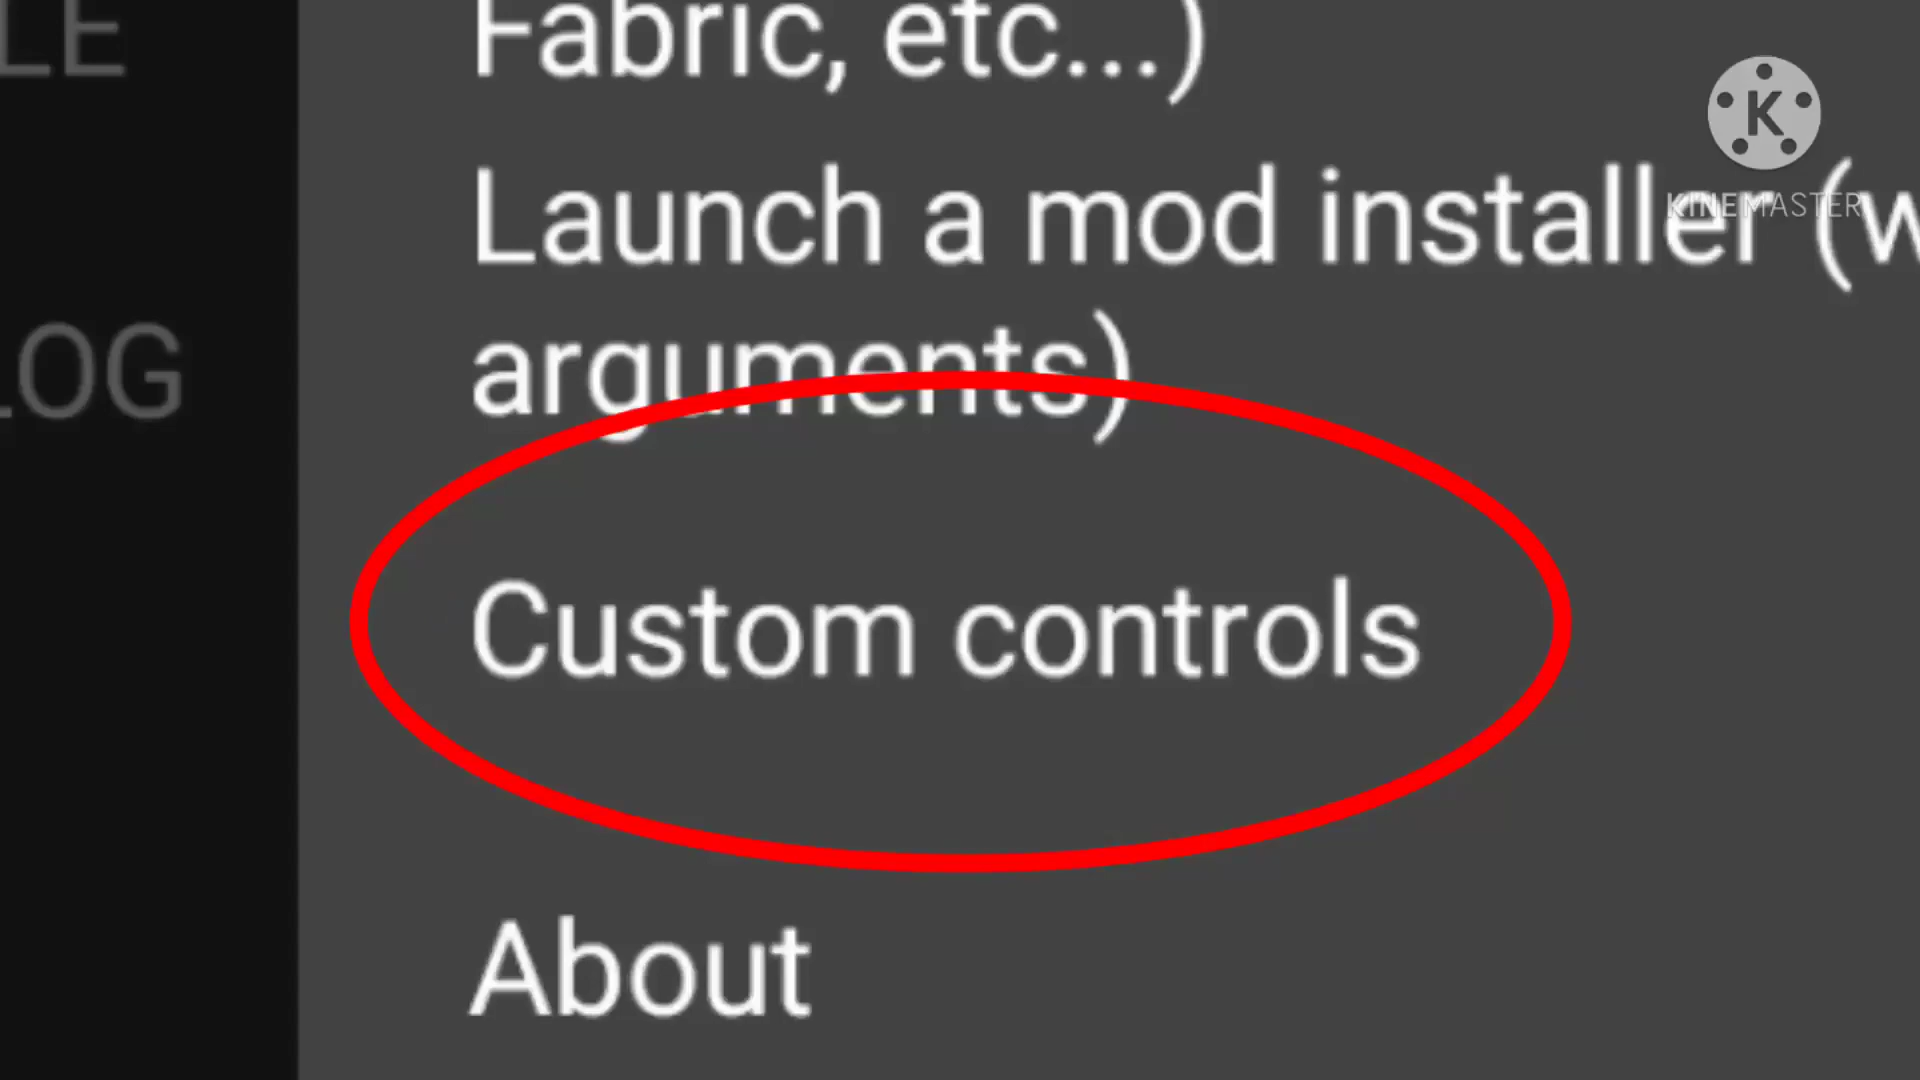 LE
Fabric, etc...)
K
KINEMASTER
Launch a mod installer (w
arguments)
LOG
Custom controls
About